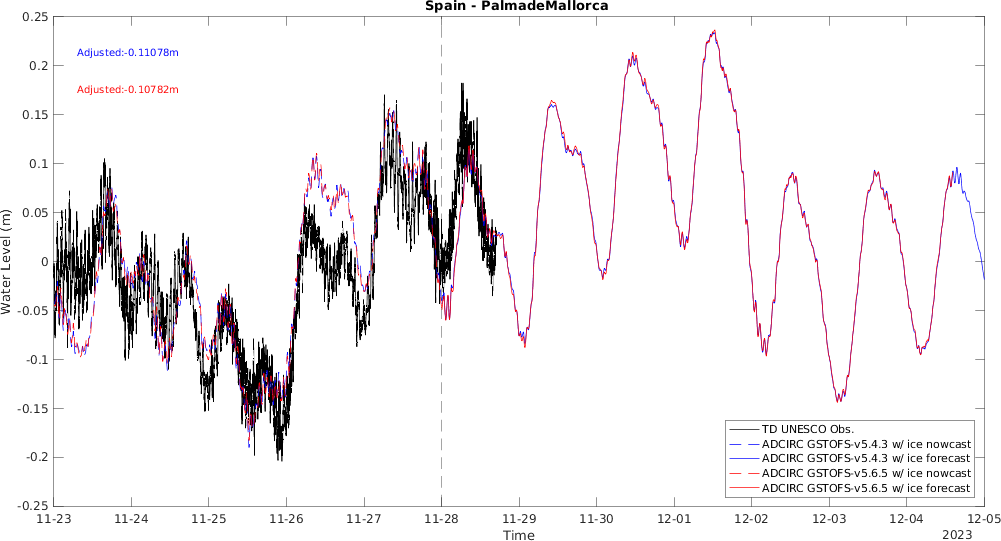 Spain - PalmadeMallorca
Adjusted:-0.11078m
Adjusted:-0.10782m
Water Level (m)
0.25
0.2
0.15
0.1
0.05
0
-0.05
-0.1
-0.15
-0.2
-0.25
TD UNESCO Obs.
ADCIRC GSTOFS-v5.4.3 w/ ice nowcast
ADCIRC GSTOFS-v5.4.3 w/ ice forecast
ADCIRC GSTOFS-v5.6.5 w/ ice nowcast
ADCIRC GSTOFS-v5.6.5 w/ ice forecast
11-23 11-24 11-25 11-26 11-27 11-28 11-29 11-30 12-01 12-02 12-03 12-04 12-05
Time
2023